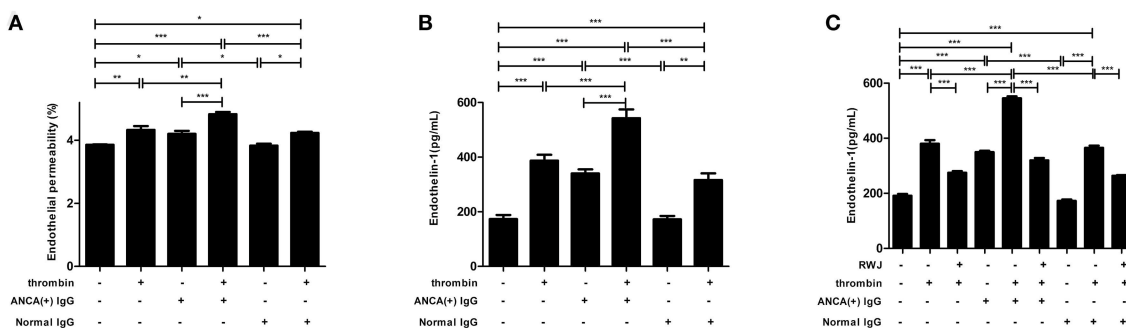 A
*
*** ***
* * *
** **
***
Endothelial permeability (%)
6
4
2
0
thrombin - + - + - +
ANCA(+) IgG - - + + - -
Normal IgG - - - - + +
B
***
*** ***
*** *** **
*** ***
***
Endothelin-1(pg/mL)
600
400
200
0
thrombin - + - + - +
ANCA(+) IgG - - + + - -
Normal IgG - - - - + +
C
***
***
*** *** ***
*** *** *** ***
*** *** ***
Endothelin-1(pg/mL)
600
400
200
0
RWJ - - + - - + - - +
thrombin - + + - + + - + +
ANCA(+) IgG - - - + + + - - -
Normal IgG - - - - - - + + +